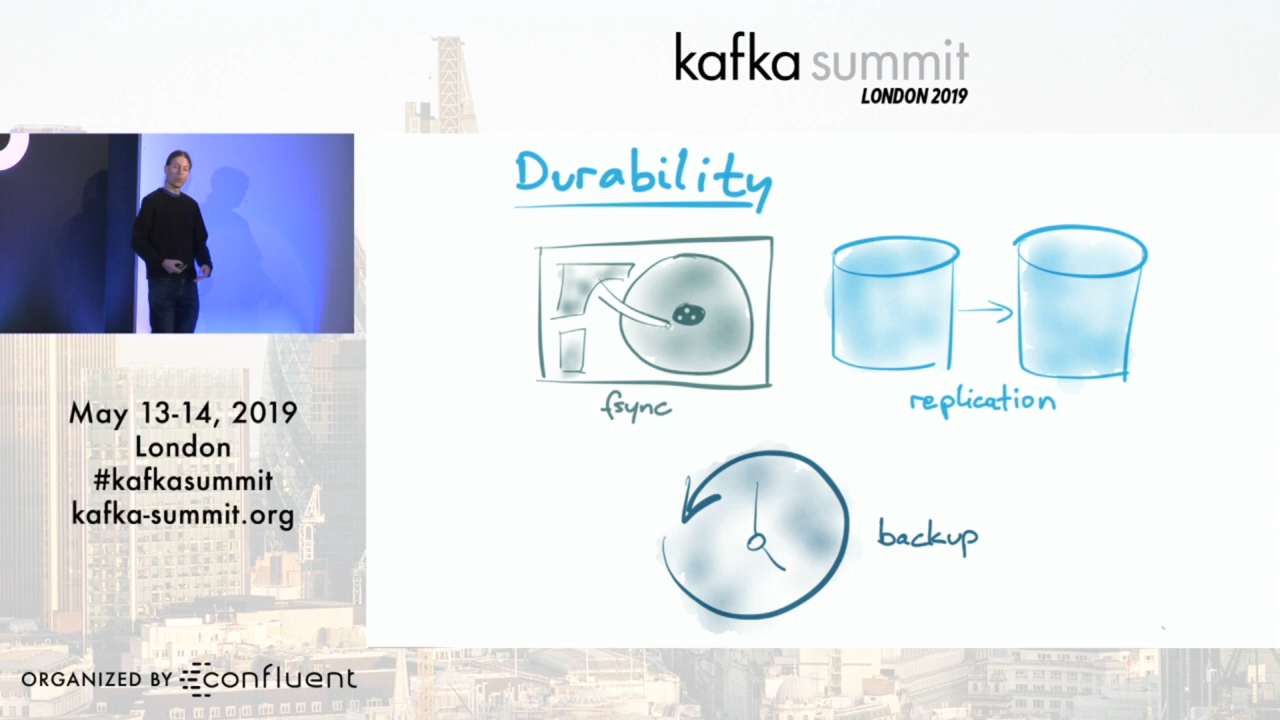 kafka summit
LONDON 2019
Durability
fsync
replication
backup
May 13-14, 2019
London
#kafkasummit
kafka-summit.org
ORGANIZED BY confluent